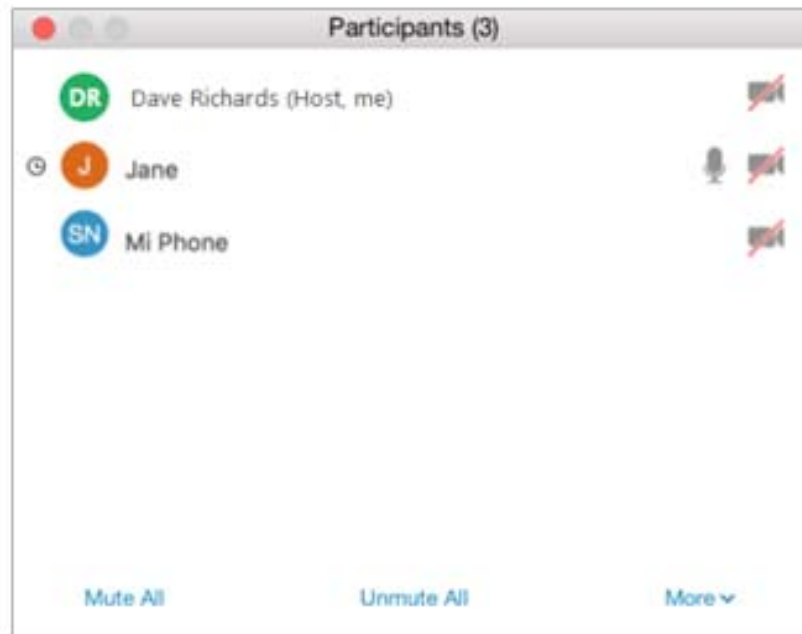 Participants (3)
DR Dave Richards (Host, me)
J Jane
SN Mi Phone
Mute All Unmute All More